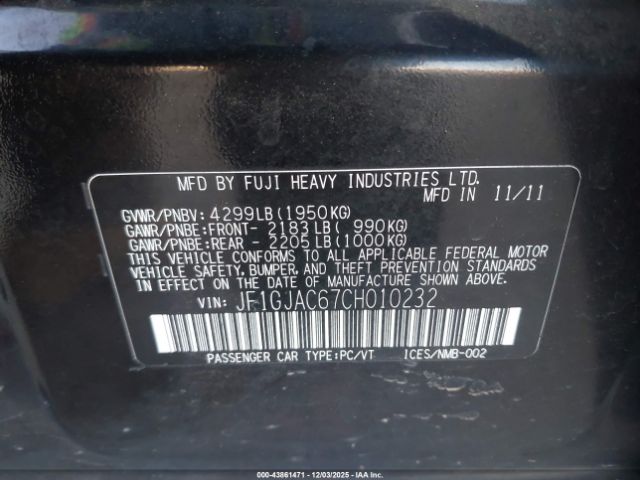 MFD BY FUJI HEAVY INDUSTRIES LTD.
MFD IN 11/11
GVWR/PNBV: 4299LB(1950KG)
GAWR/PNBE:FRONT- 2183LB( 990KG)
GAWR/PNBE:REAR - 2205LB(1000KG)
THIS VEHICLE CONFORMS TO ALL APPLICABLE FEDERAL MOTOR
VEHICLE SAFETY, BUMPER, AND THEFT PREVENTION STANDARDS
IN EFFECT ON THE DATE OF MANUFACTURE SHOWN ABOVE.
VIN: JF1GJAC67CH010232
PASSENGER CAR TYPE:PC/VT ICES/NMB-002
200 - 43861471 - 12/03/2025 - IAA Inc.